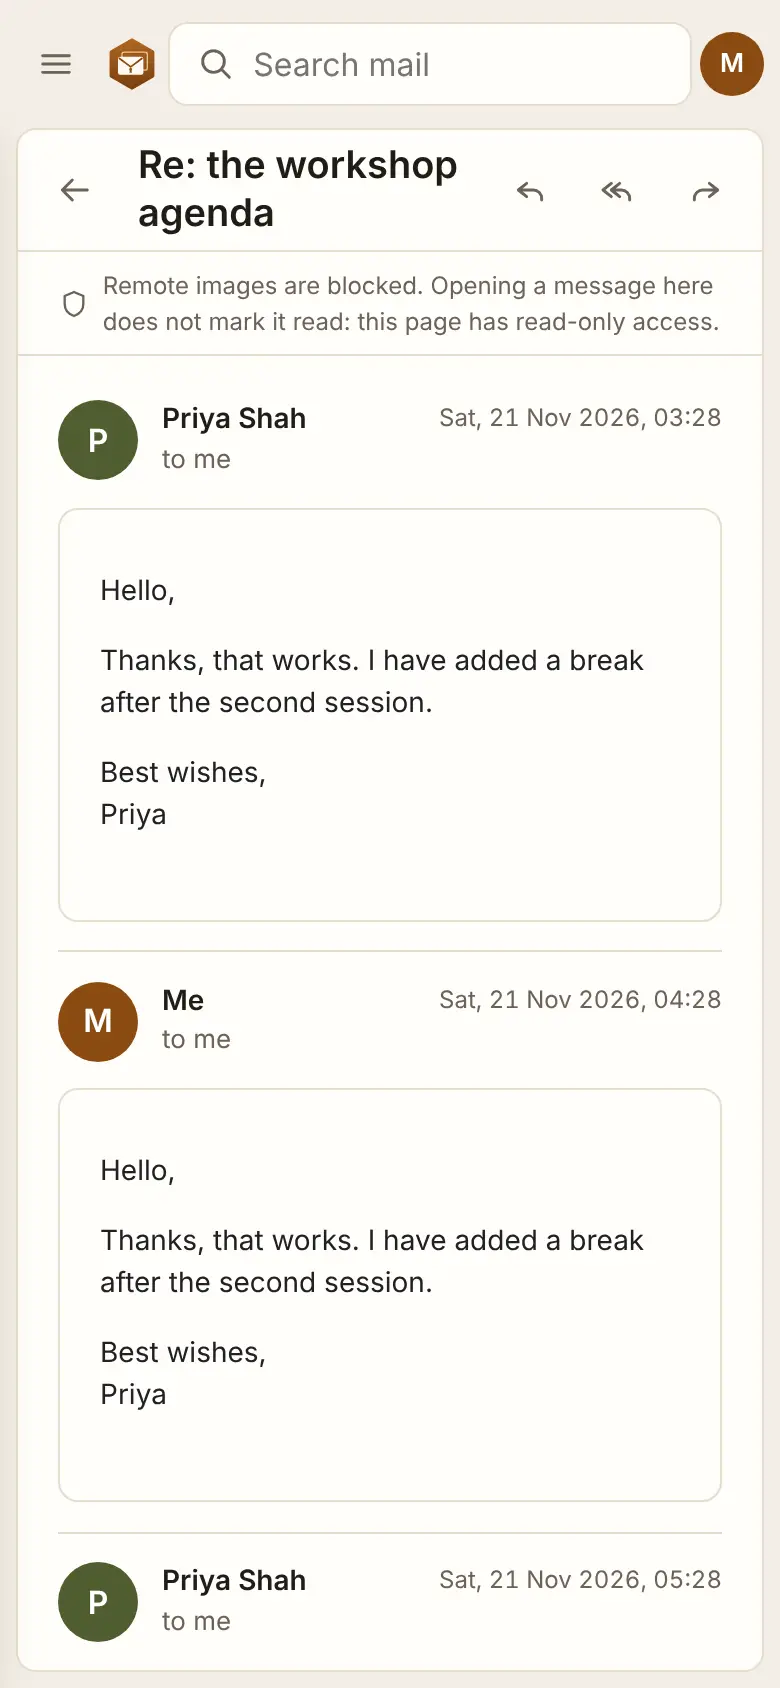 Search mail
M
Re: the workshop
agenda
Remote images are blocked. Opening a message here
does not mark it read: this page has read-only access.
P
Priya Shah
Sat, 21 Nov 2026, 03:28
to me
Hello,
Thanks, that works. I have added a break
after the second session.
Best wishes,
Priya
M
Me
Sat, 21 Nov 2026, 04:28
to me
Hello,
Thanks, that works. I have added a break
after the second session.
Best wishes,
Priya
P
Priya Shah
Sat, 21 Nov 2026, 05:28
to me